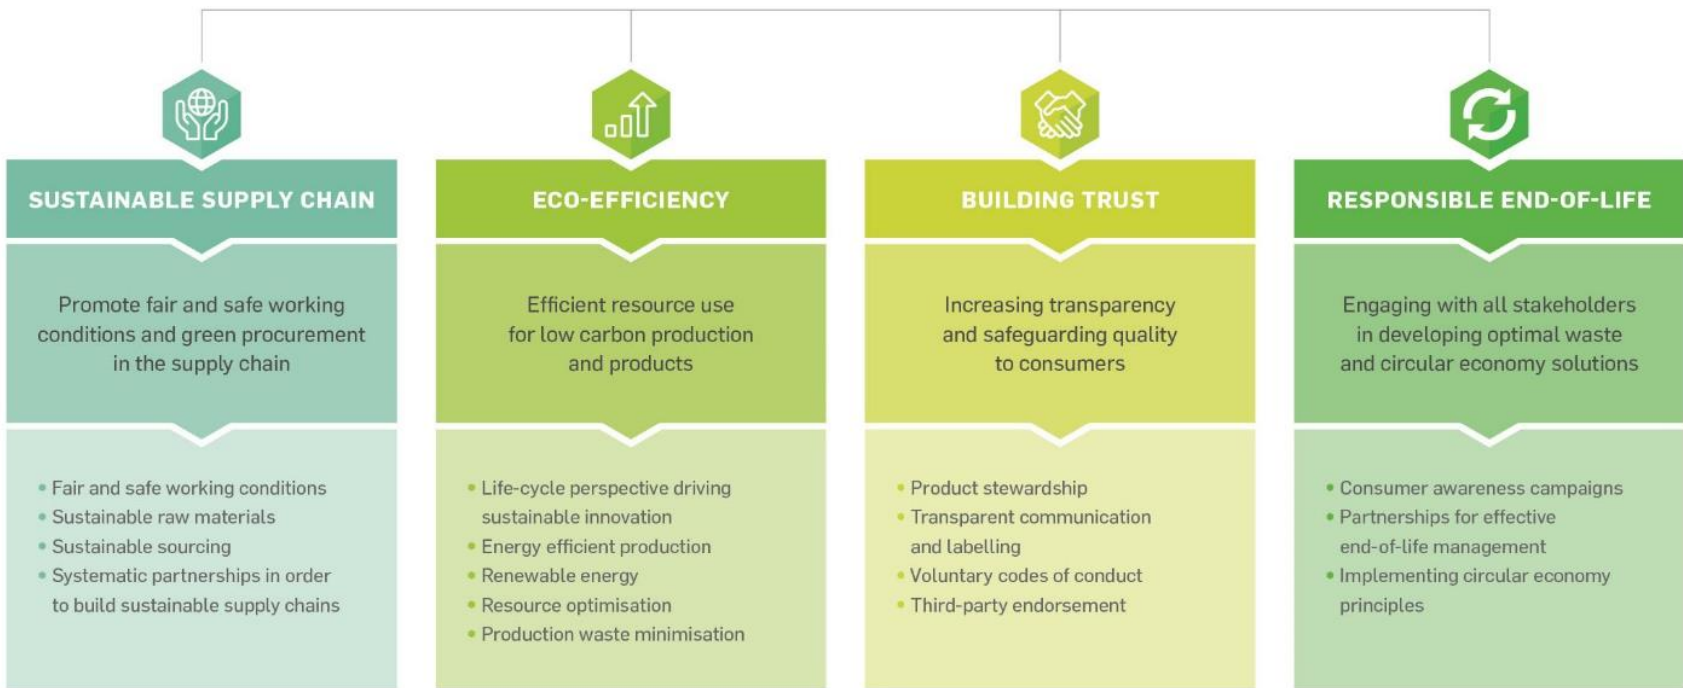 SUSTAINABLE SUPPLY CHAIN
Promote fair and safe working
conditions and green procurement
in the supply chain
• Fair and safe working conditions
• Sustainable raw materials
• Sustainable sourcing
• Systematic partnerships in order
to build sustainable supply chains
ECO-EFFICIENCY
Efficient resource use
for low carbon production
and products
• Life-cycle perspective driving
sustainable innovation
• Energy efficient production
• Renewable energy
• Resource optimisation
• Production waste minimisation
BUILDING TRUST
Increasing transparency
and safeguarding quality
to consumers
• Product stewardship
• Transparent communication
and labelling
• Voluntary codes of conduct
• Third-party endorsement
RESPONSIBLE END-OF-LIFE
Engaging with all stakeholders
in developing optimal waste
and circular economy solutions
• Consumer awareness campaigns
• Partnerships for effective
end-of-life management
• Implementing circular economy
principles